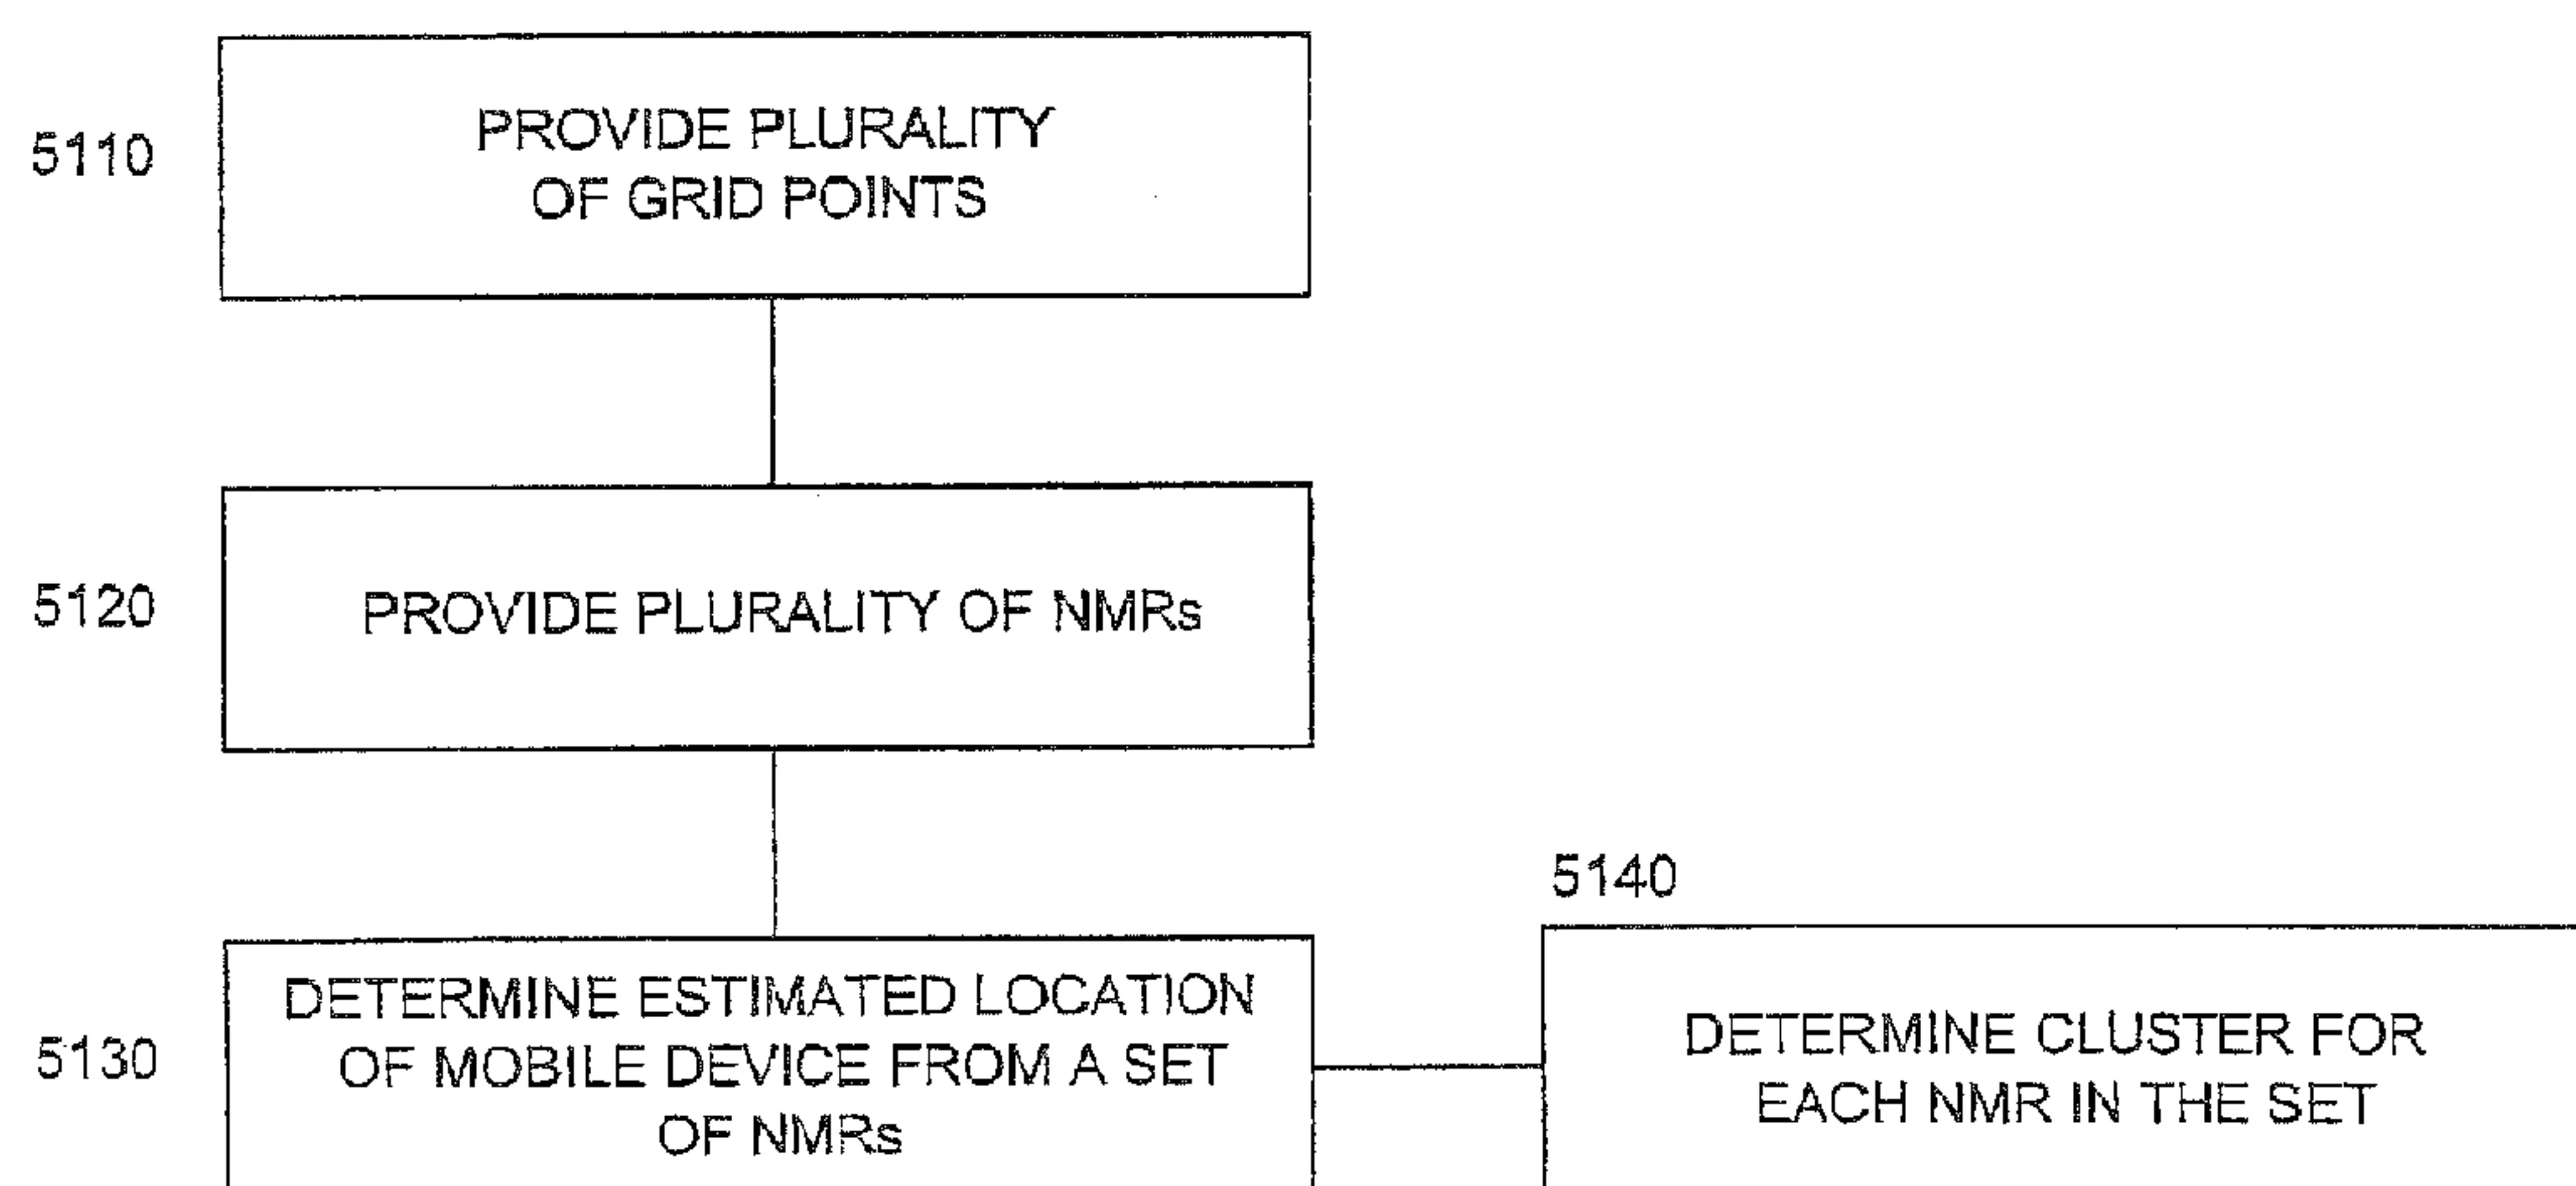 5110
PROVIDE PLURALITY
OF GRID POINTS
5120
PROVIDE PLURALITY OF NMRs
5130
DETERMINE ESTIMATED LOCATION
OF MOBILE DEVICE FROM A SET
OF NMRs
5140
DETERMINE CLUSTER FOR
EACH NMR IN THE SET